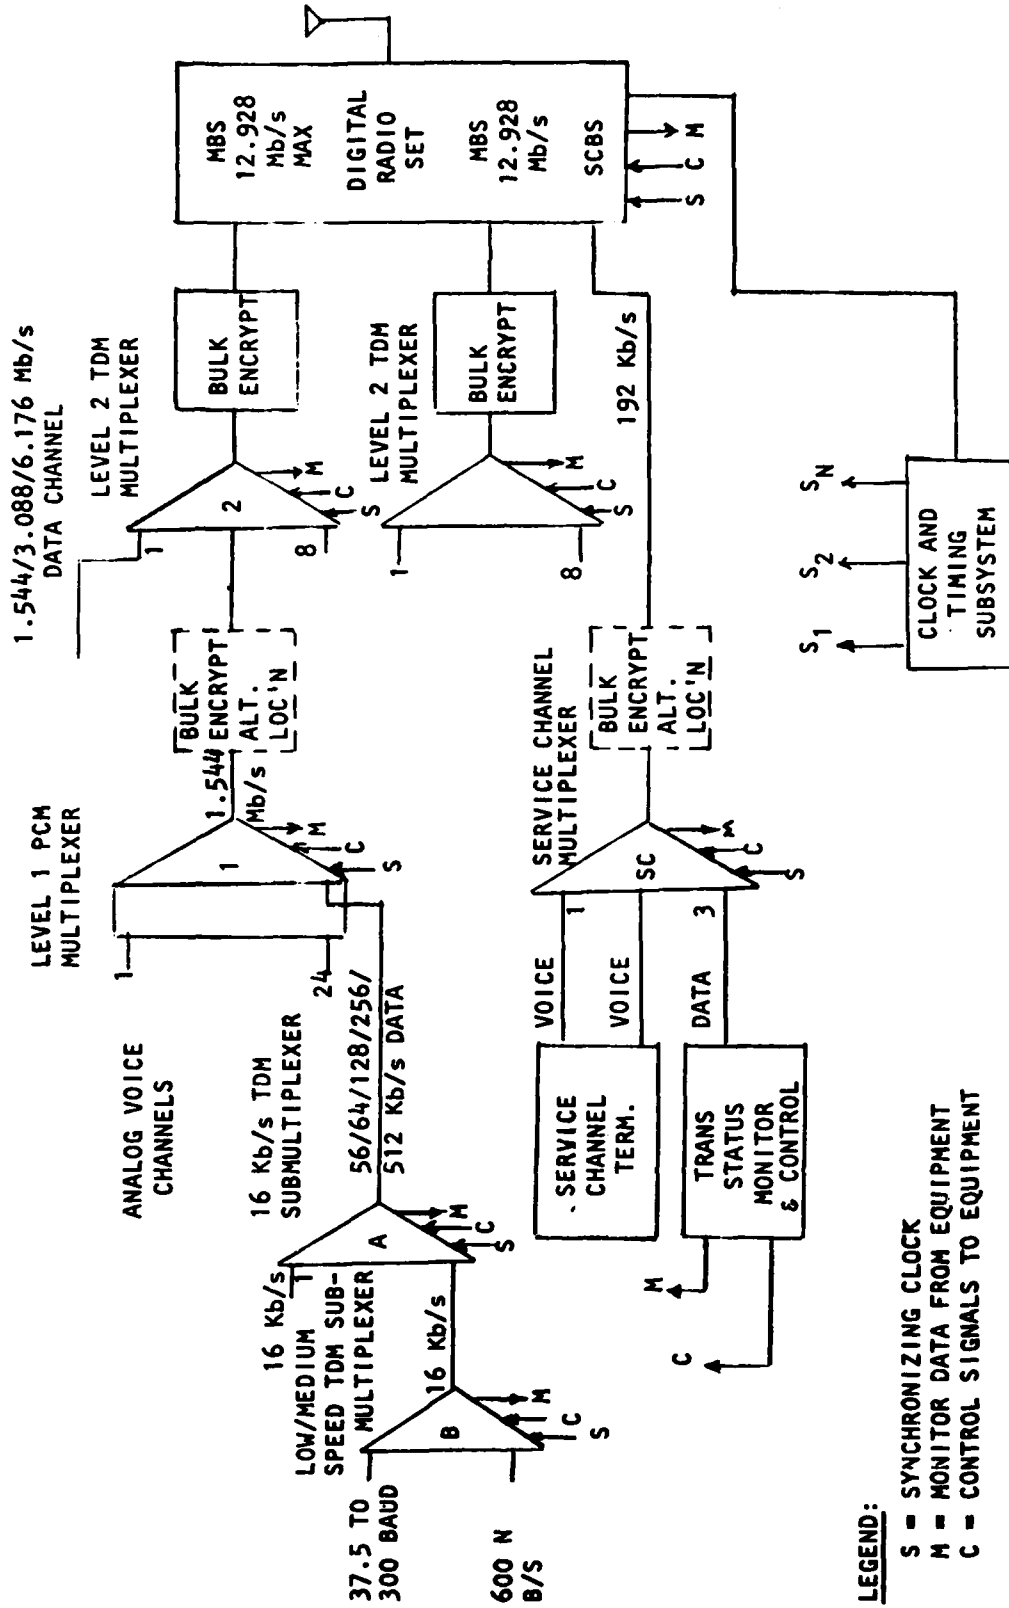 1.544/3.088/6.176 Mb/s
DATA CHANNEL
LEVEL 1 PCM
MULTIPLEXER
LEVEL 2 TDM
MULTIPLEXER
ANALOG VOICE
CHANNELS
1
24
1
1.544
Mb/s
M
C
S
BULK
ENCRYPT
ALT.
LOC'N
1
8
2
M
C
S
BULK
ENCRYPT
MBS
12.928
Mb/s
MAX
DIGITAL
RADIO
SET
MBS
12.928
Mb/s
SCBS
S
C
M
16 Kb/s TDM
SUBMULTIPLEXER
56/64/128/256/
512 Kb/s DATA
16 Kb/s
1
A
M
C
S
LOW/MEDIUM
SPEED TDM SUB-
MULTIPLEXER
16 Kb/s
37.5 TO
300 BAUD
600 N
B/S
B
M
C
S
LEVEL 2 TDM
MULTIPLEXER
1
8
M
C
S
BULK
ENCRYPT
192 Kb/s
SERVICE CHANNEL
MULTIPLEXER
SERVICE
CHANNEL
TERM.
VOICE
VOICE
DATA
1
3
SC
M
C
S
BULK
ENCRYPT
ALT.
LOC'N
TRANS
STATUS
MONITOR
& CONTROL
M
C
S1
S2
SN
CLOCK AND
TIMING
SUBSYSTEM
LEGEND:
S = SYNCHRONIZING CLOCK
M = MONITOR DATA FROM EQUIPMENT
C = CONTROL SIGNALS TO EQUIPMENT